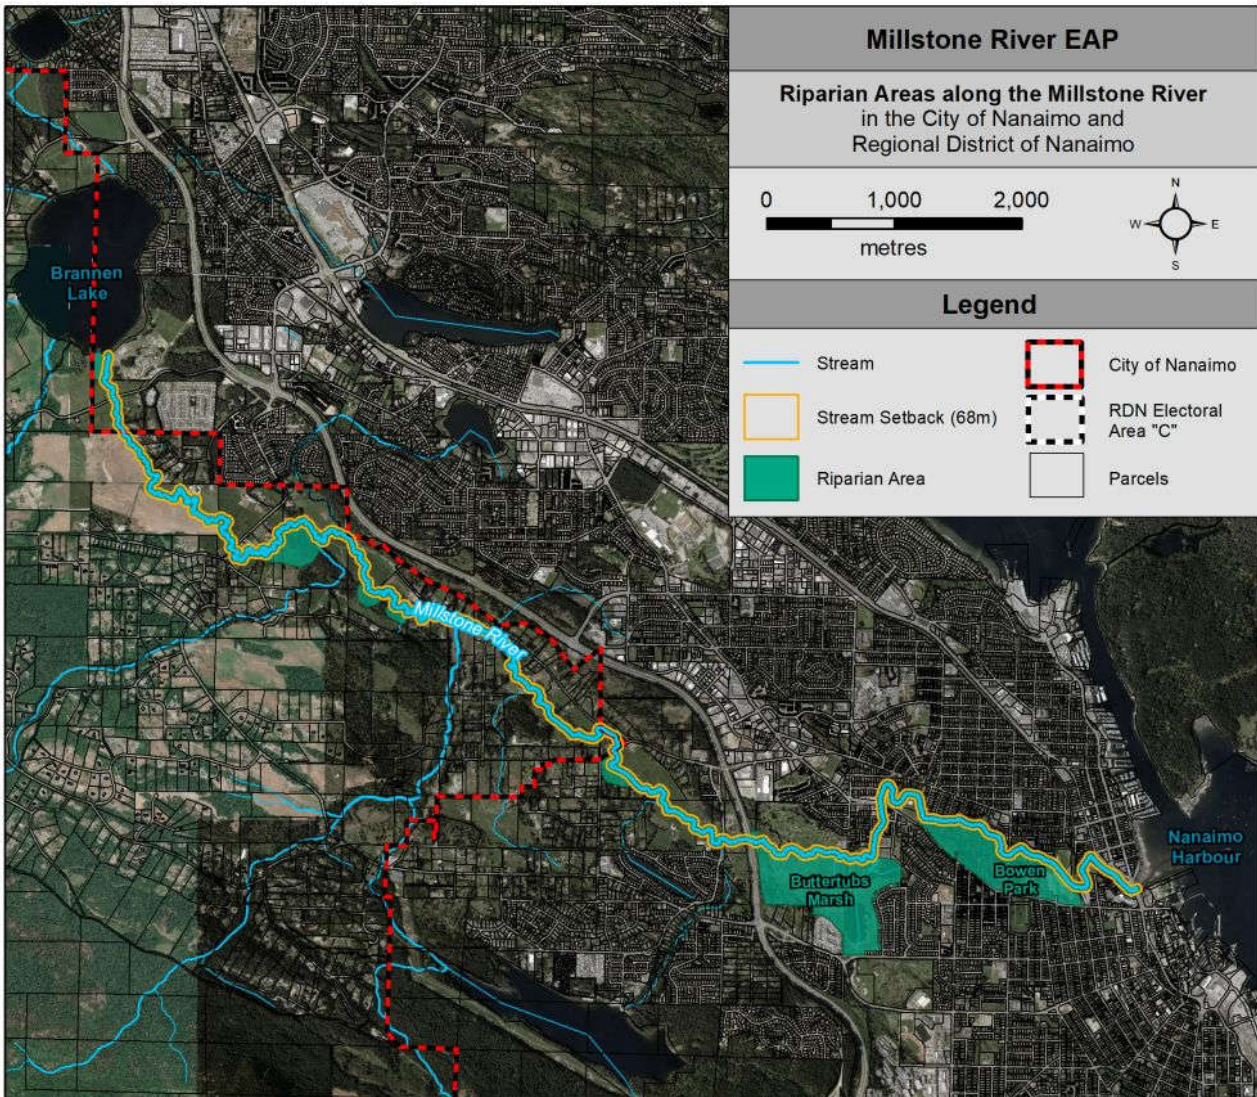 Millstone River EAP
Riparian Areas along the Millstone River
in the City of Nanaimo and
Regional District of Nanaimo
0 1,000 2,000
metres
N
W E
S
Legend
Stream
City of Nanaimo
Stream Setback (68m)
RDN Electoral
Area "C"
Riparian Area
Parcels
Brannen
Lake
Millstone River
Buttertubs
Marsh
Bowen
Park
Nanaimo
Harbour